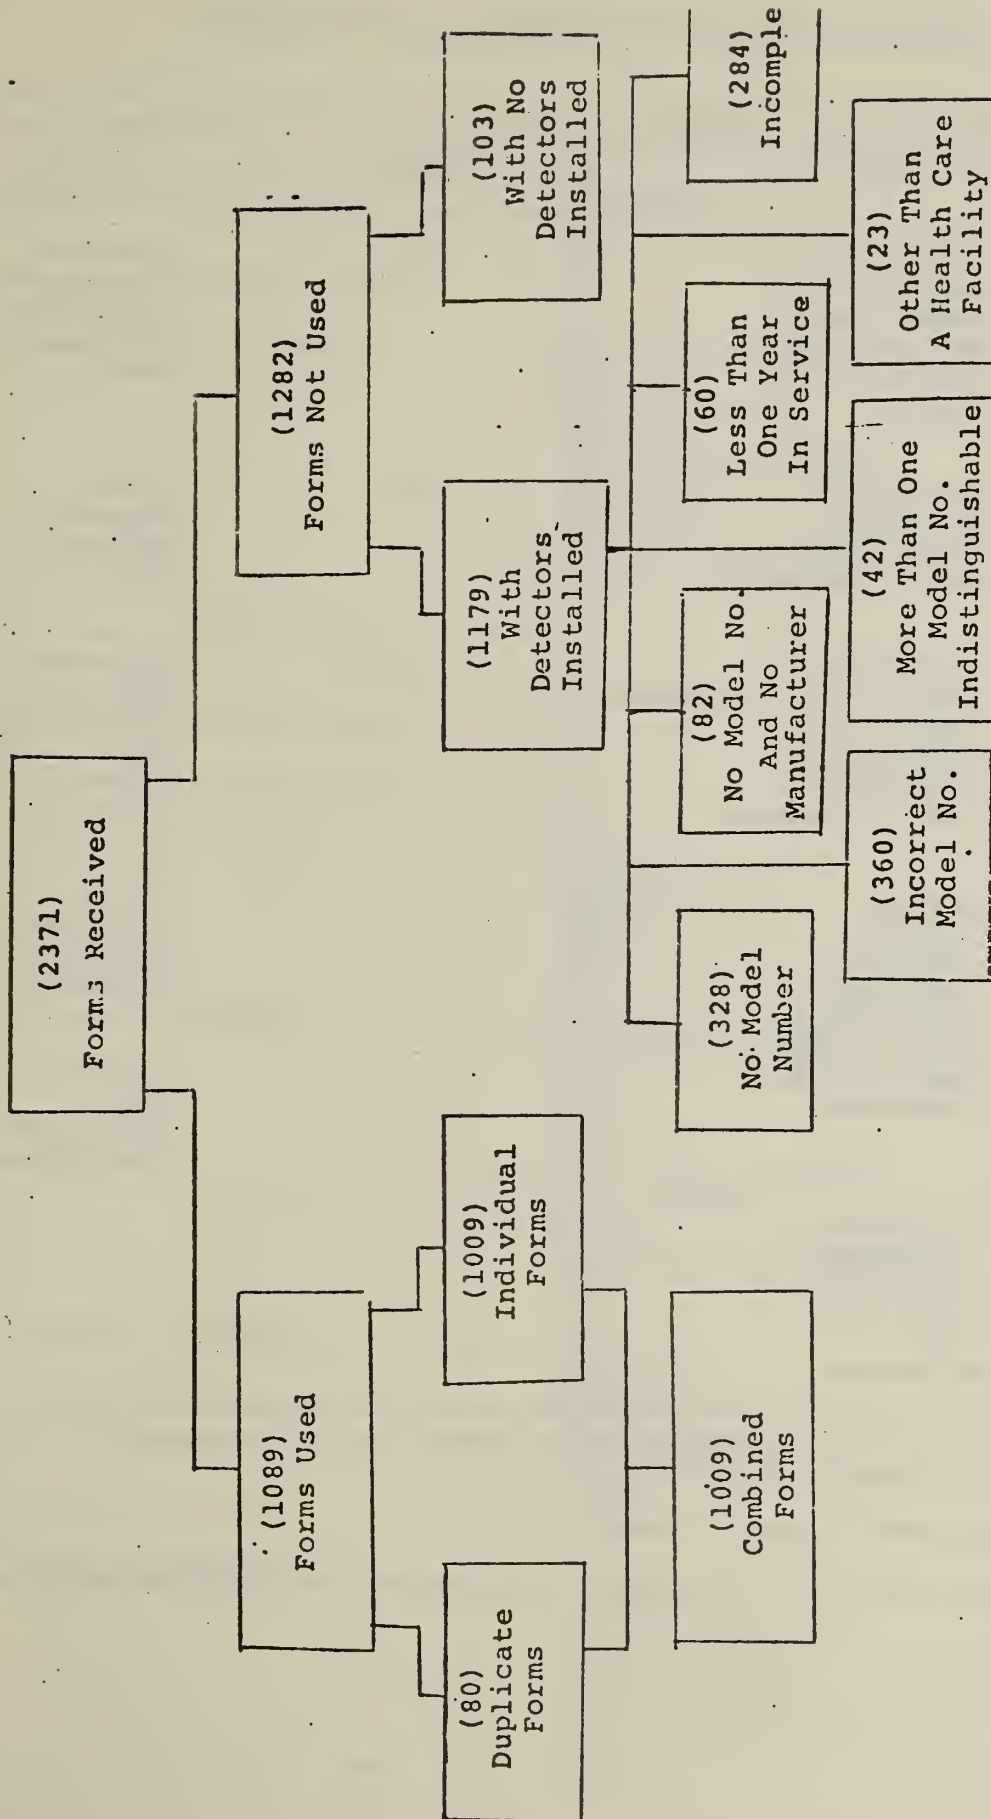 (2371)
Forms Received
(1089)
Forms Used
(1282)
Forms Not Used
(80)
Duplicate
Forms
(1009)
Individual
Forms
(1179)
With
Detectors
Installed
(103)
With No
Detectors
Installed
(1009)
Combined
Forms
(328)
No Model
Number
(82)
No Model No.
And No
Manufacturer
(60)
Less Than
One Year
In Service
(284)
Incomple
(360)
Incorrect
Model No.
(42)
More Than One
Model No.
Indistinguishable
(23)
Other Than
A Health Care
Facility